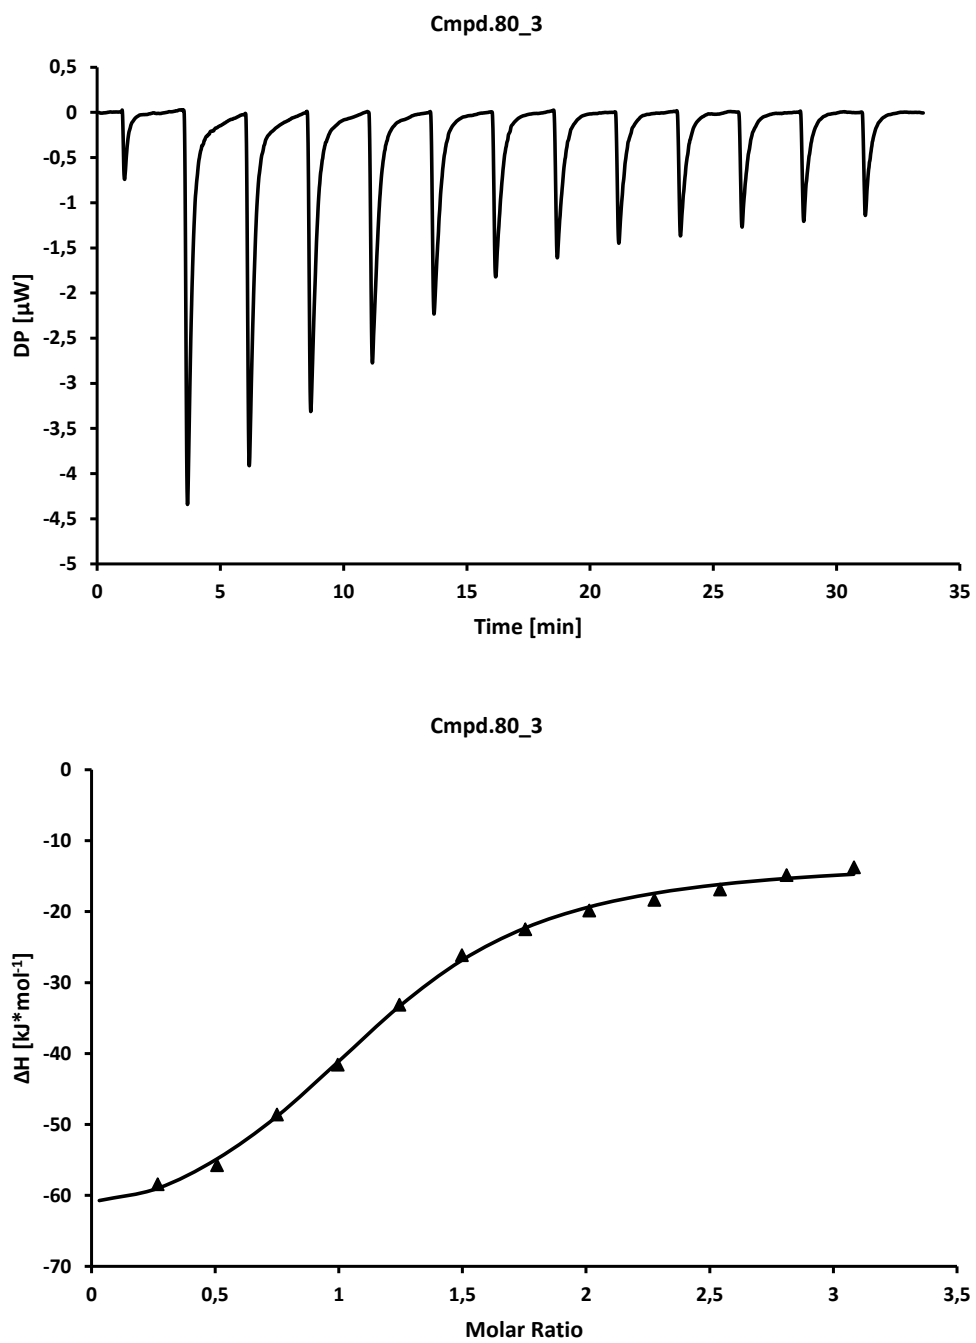 Cmpd.80_3
0,5
0
-0,5
-1
-1,5
-2
-2,5
-3
-3,5
-4
-4,5
-5
DP [µW]
0 5 10 15 20 25 30 35
Time [min]
Cmpd.80_3
0
-10
-20
-30
-40
-50
-60
-70
ΔH [kJ*mol⁻¹]
0 0,5 1 1,5 2 2,5 3 3,5
Molar Ratio